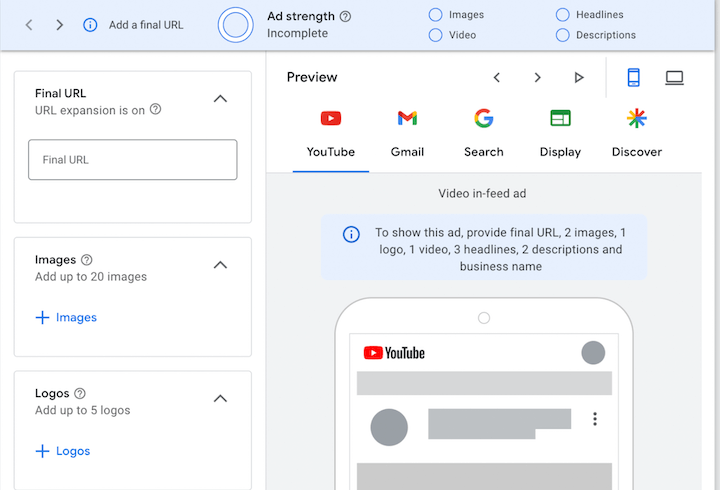 Add a final URL
Ad strength
Incomplete
Images
Video
Headlines
Descriptions
Final URL
URL expansion is on
Final URL
Images
Add up to 20 images
Images
Logos
Add up to 5 logos
Logos
Preview
YouTube
Gmail
Search
Display
Discover
Video in-feed ad
To show this ad, provide final URL, 2 images, 1
logo, 1 video, 3 headlines, 2 descriptions and
business name
YouTube